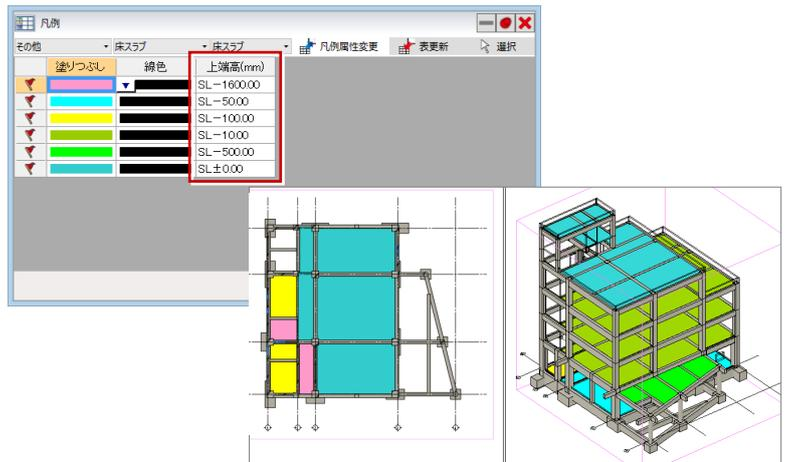 凡例
その他 床スラブ 床スラブ 凡例属性変更 表更新 選択
塗りつぶし 線色 上端高(mm)
SL-1600.00
SL-50.00
SL-100.00
SL-10.00
SL-500.00
SL±0.00